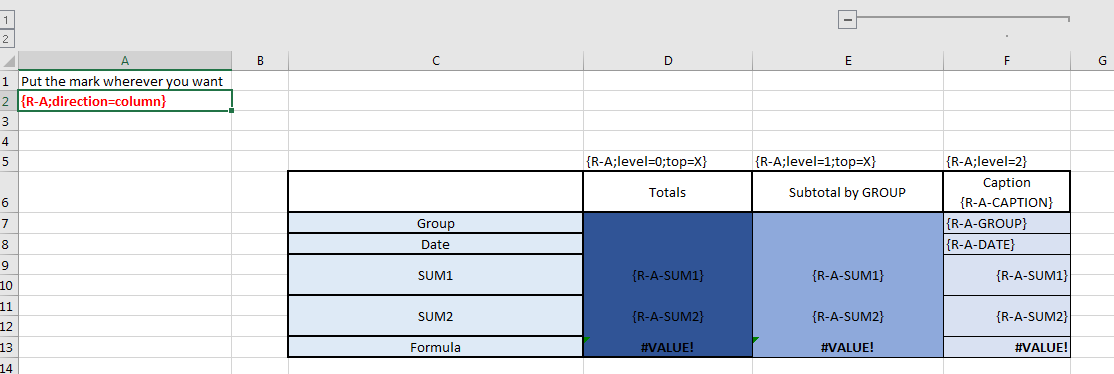 1
2
A B C D E F G
1 Put the mark wherever you want
2 {R-A;direction=column}
3
4
5 {R-A;level=0;top=X} {R-A;level=1;top=X} {R-A;level=2}
6 Totals Subtotal by GROUP Caption
{R-A-CAPTION}
7 Group {R-A-GROUP}
8 Date {R-A-DATE}
9
SUM1 {R-A-SUM1} {R-A-SUM1} {R-A-SUM1}
10
11
SUM2 {R-A-SUM2} {R-A-SUM2} {R-A-SUM2}
12
13 Formula #VALUE! #VALUE! #VALUE!
14